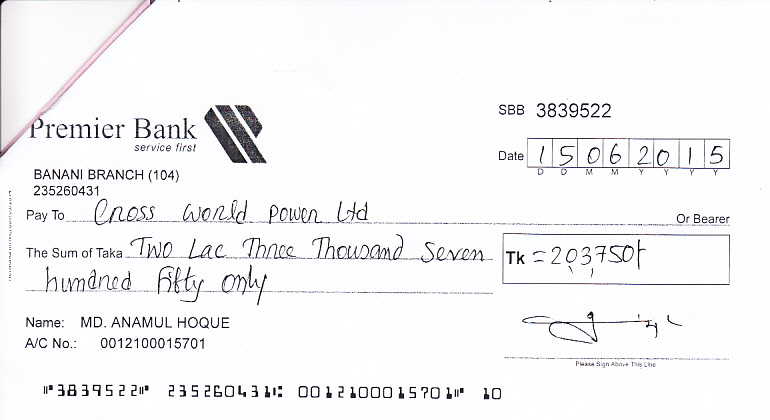 Premier Bank
service first
SBB 3839522
Date 15062015
D D M M Y Y Y Y
BANANI BRANCH (104)
235260431
Pay To Cross World Power Ltd Or Bearer
The Sum of Taka Two Lac Three Thousand Seven
hundred Fifty only
Tk =203750/-
Name: MD. ANAMUL HOQUE
A/C No.: 0012100015701
Please Sign Above This Line
⑈3839522⑈ 235260431⑆ 0012100015701⑈ 10